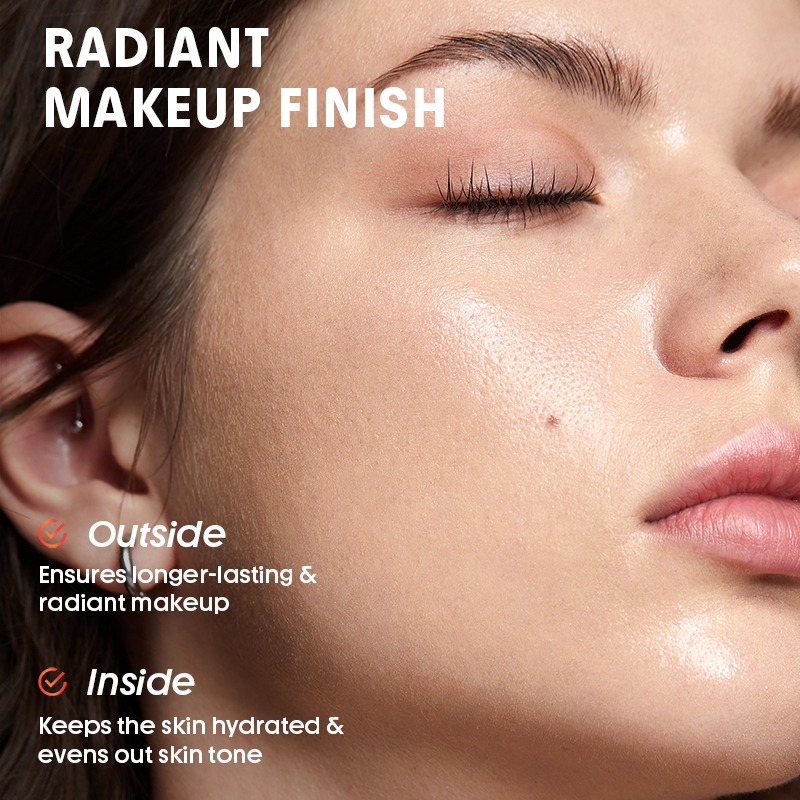 RADIANT
MAKEUP FINISH
Outside
Ensures longer-lasting &
radiant makeup
Inside
Keeps the skin hydrated &
evens out skin tone